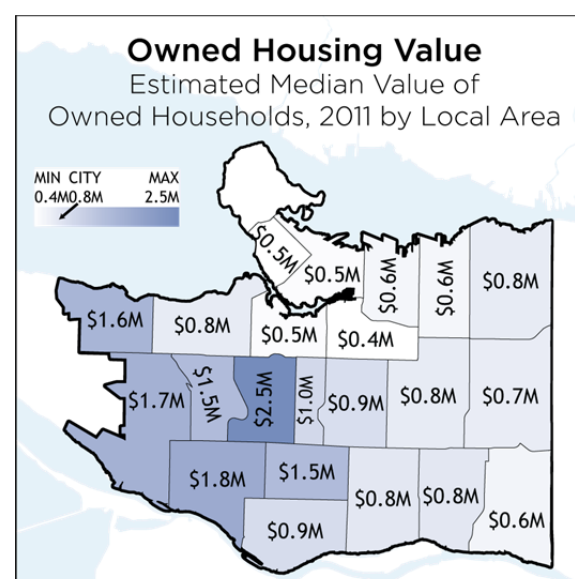 Owned Housing Value
Estimated Median Value of
Owned Households, 2011 by Local Area
MIN CITY MAX
0.4M0.8M 2.5M
$0.5M
$0.5M
$0.6M
$0.6M
$0.8M
$1.6M
$0.8M
$0.5M
$0.4M
$1.7M
$1.5M
$2.5M
$1.0M
$0.9M
$0.8M
$0.7M
$1.8M
$1.5M
$0.8M
$0.8M
$0.6M
$0.9M